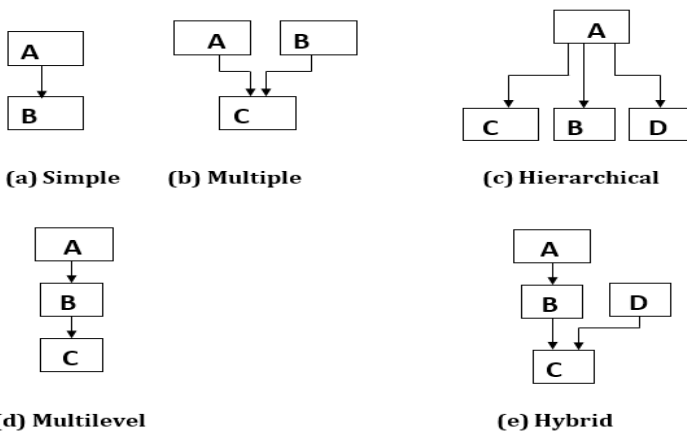 A
B
(a) Simple
A B
C
(b) Multiple
A
C B D
(c) Hierarchical
A
B
C
d) Multilevel
A
B D
C
(e) Hybrid